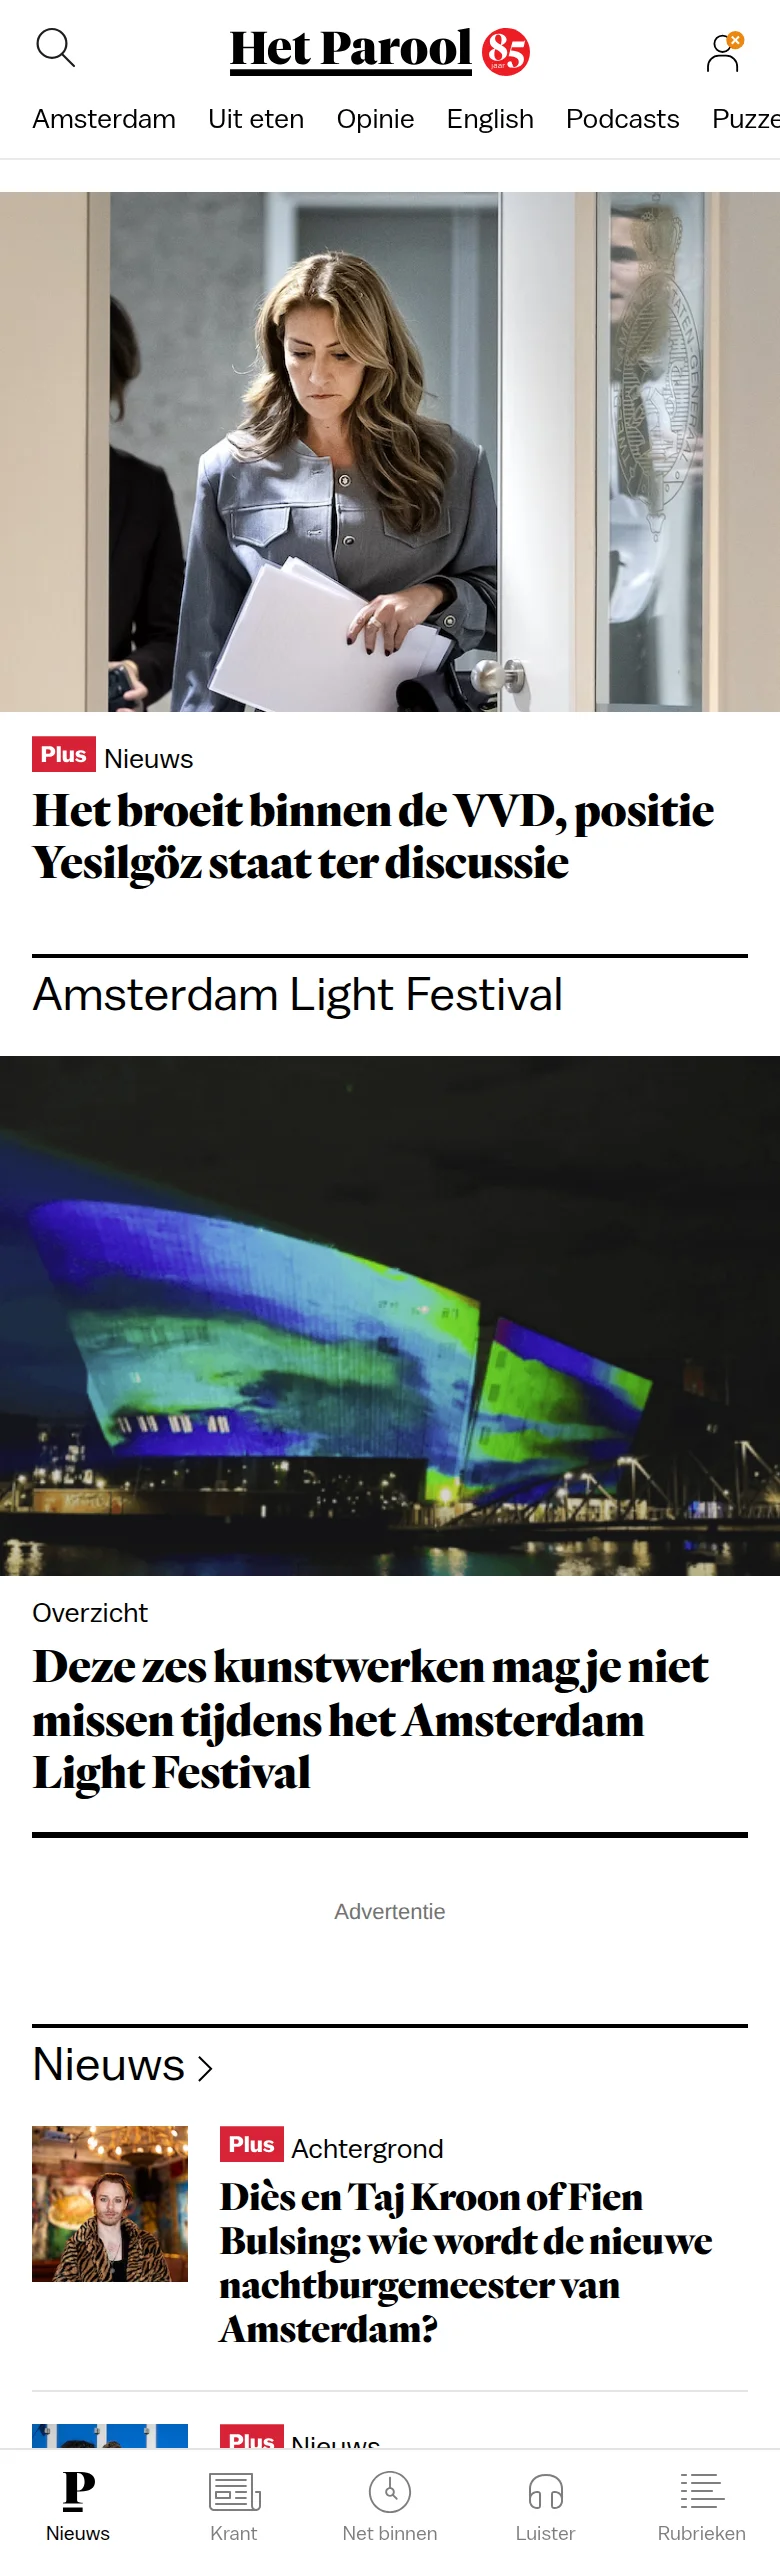 Het Parool 85 jaar
Amsterdam Uit eten Opinie English Podcasts Puzze
STATEN GENERAAL
Plus Nieuws
Het broeit binnen de VVD, positie
Yesilgöz staat ter discussie
Amsterdam Light Festival
Overzicht
Deze zes kunstwerken mag je niet
missen tijdens het Amsterdam
Light Festival
Advertentie
Nieuws
Plus Achtergrond
Diès en Taj Kroon of Fien
Bulsing: wie wordt de nieuwe
nachtburgemeester van
Amsterdam?
Plus Nieuws
P
Nieuws Krant Net binnen Luister Rubrieken